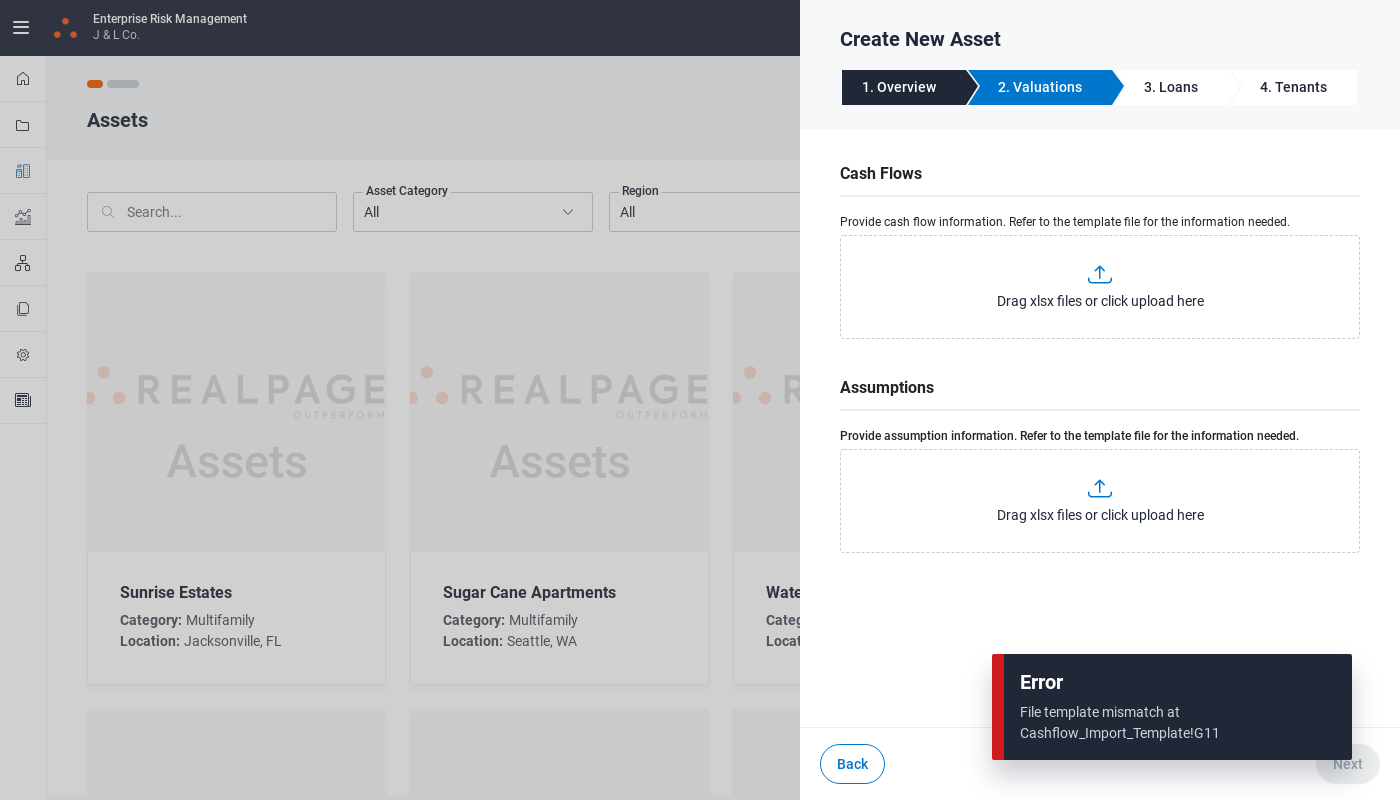 Enterprise Risk Management
J & L Co.
Assets
Search...
Asset Category
All
Region
All
REALPAGE
OUTPERFORM
Assets
REALPAGE
OUTPERFORM
Assets
R
Sunrise Estates
Category: Multifamily
Location: Jacksonville, FL
Sugar Cane Apartments
Category: Multifamily
Location: Seattle, WA
Create New Asset
1. Overview
2. Valuations
3. Loans
4. Tenants
Cash Flows
Provide cash flow information. Refer to the template file for the information needed.
Drag xlsx files or click upload here
Assumptions
Provide assumption information. Refer to the template file for the information needed.
Drag xlsx files or click upload here
Error
File template mismatch at
Cashflow_Import_Template!G11
Back
Next